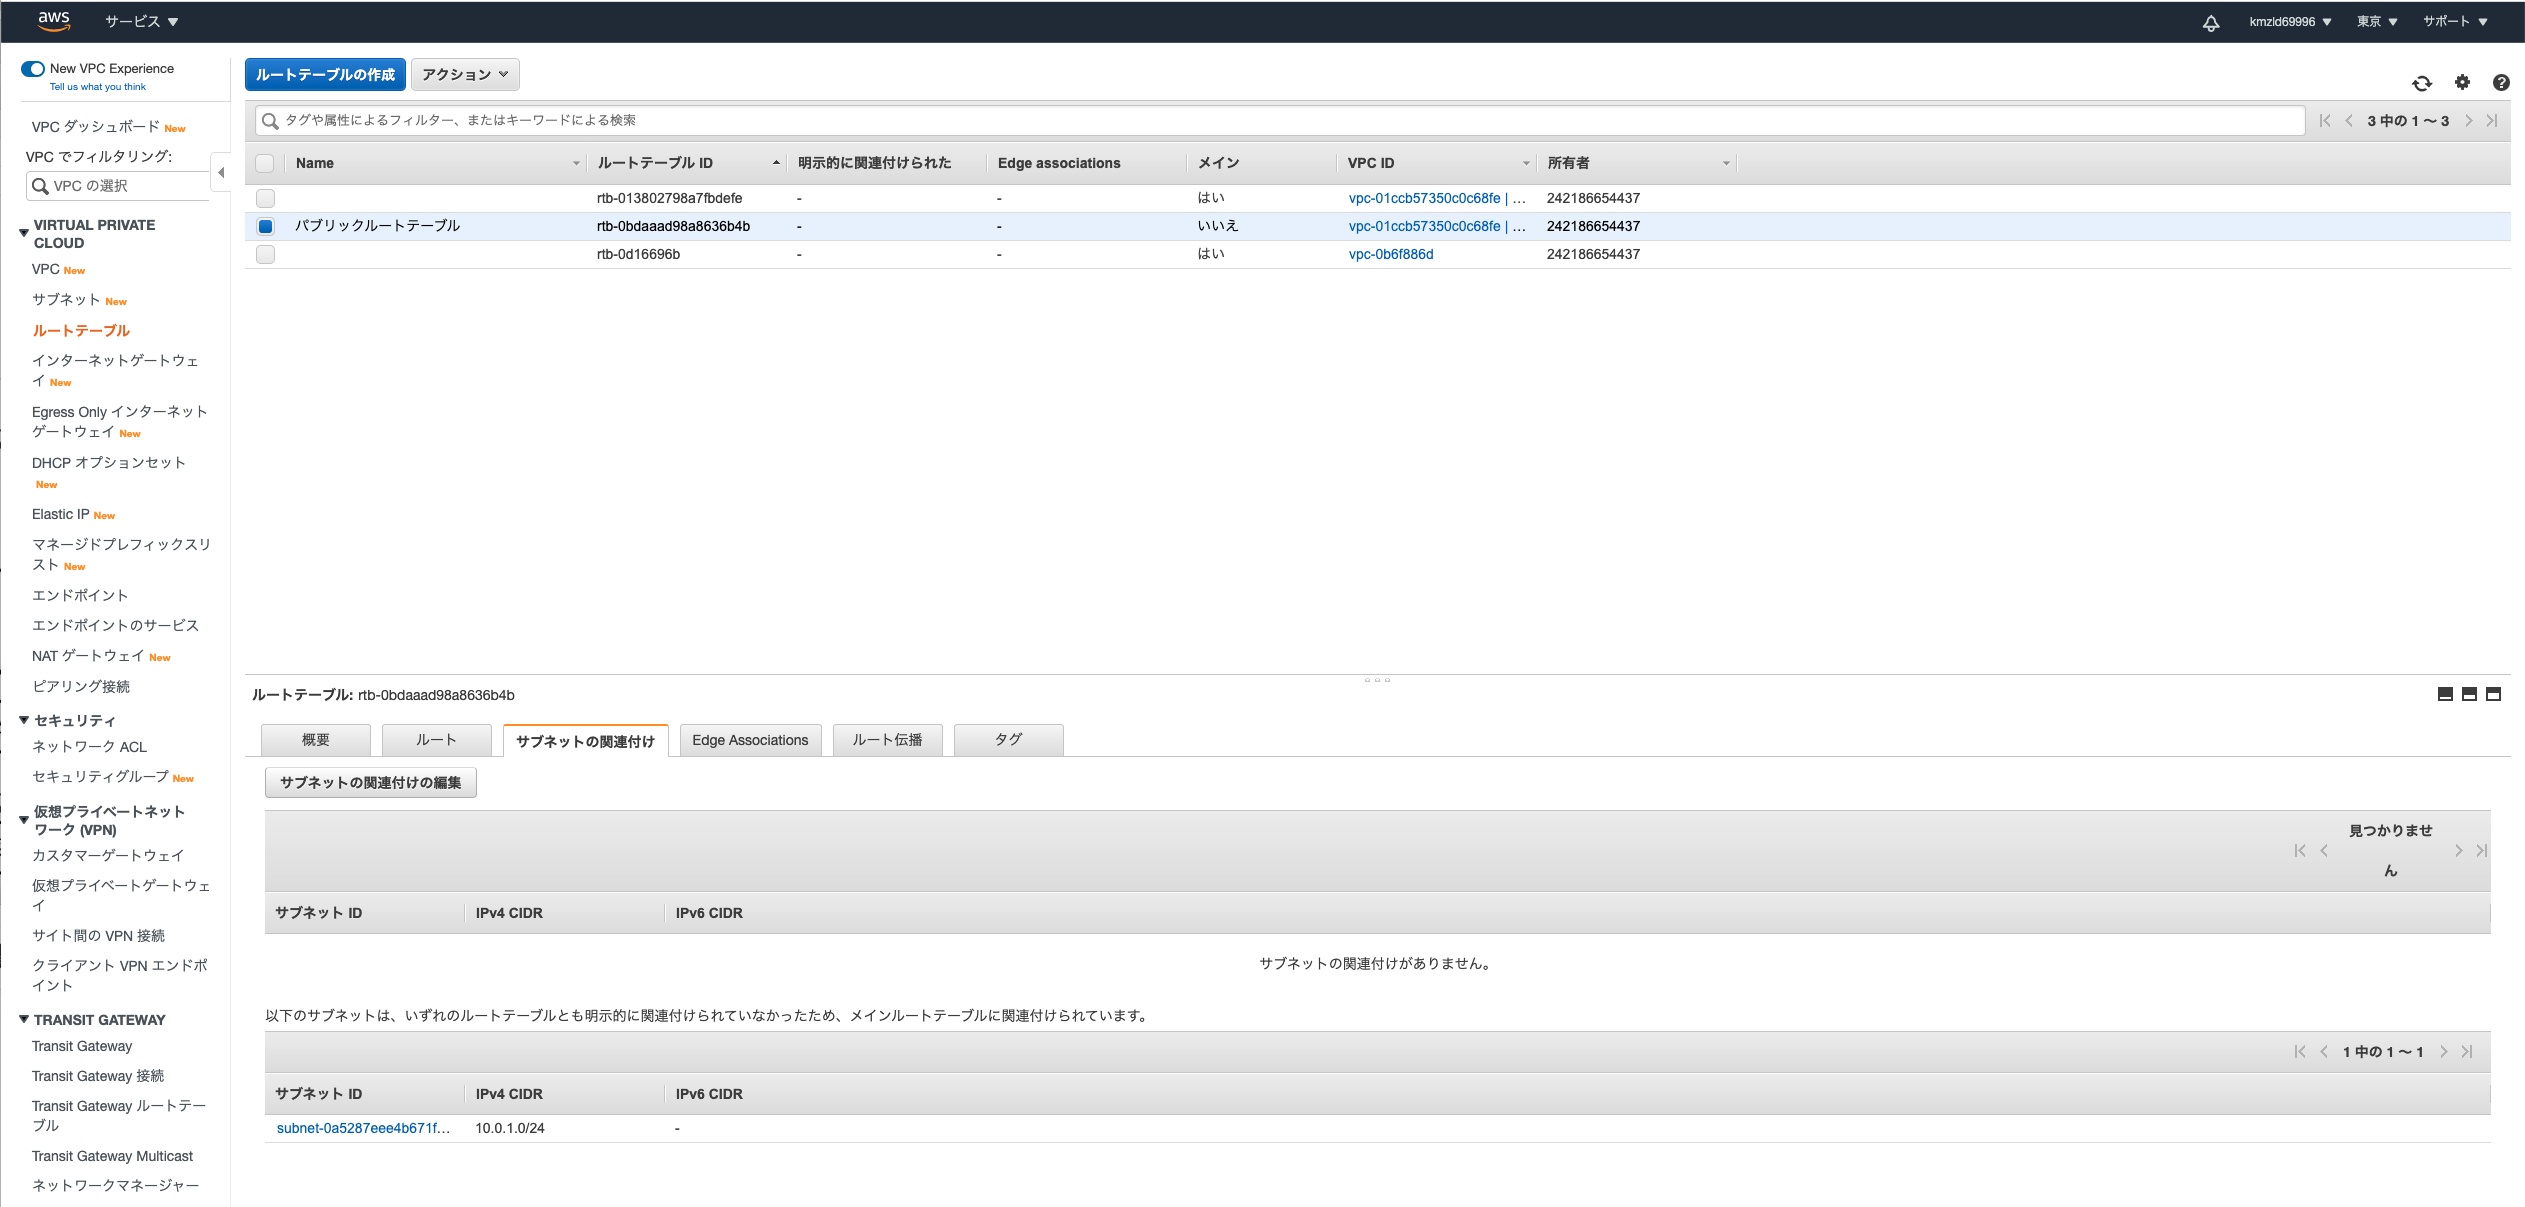 aws サービス kmzld69996 東京 サポート
New VPC Experience
Tell us what you think
VPC ダッシュボード New
VPC でフィルタリング:
VPC の選択
VIRTUAL PRIVATE
CLOUD
VPC New
サブネット New
ルートテーブル
インターネットゲートウェ
イ New
Egress Only インターネット
ゲートウェイ New
DHCP オプションセット
New
Elastic IP New
マネージドプレフィックスリ
スト New
エンドポイント
エンドポイントのサービス
NAT ゲートウェイ New
ピアリング接続
セキュリティ
ネットワーク ACL
セキュリティグループ New
仮想プライベートネット
ワーク (VPN)
カスタマーゲートウェイ
仮想プライベートゲートウェ
イ
サイト間の VPN 接続
クライアント VPN エンドポ
イント
TRANSIT GATEWAY
Transit Gateway
Transit Gateway 接続
Transit Gateway ルートテー
ブル
Transit Gateway Multicast
ネットワークマネージャー
ルートテーブルの作成 アクション
タグや属性によるフィルター、またはキーワードによる検索
3 中の 1 〜 3
Name ルートテーブル ID 明示的に関連付けられた Edge associations メイン VPC ID 所有者
rtb-013802798a7fbdefe - - はい vpc-01ccb57350c0c68fe | ... 242186654437
パブリックルートテーブル rtb-0bdaaad98a8636b4b - - いいえ vpc-01ccb57350c0c68fe | ... 242186654437
rtb-0d16696b - - はい vpc-0b6f886d 242186654437
ルートテーブル: rtb-0bdaaad98a8636b4b
概要 ルート サブネットの関連付け Edge Associations ルート伝播 タグ
サブネットの関連付けの編集
見つかりませ
ん
サブネット ID IPv4 CIDR IPv6 CIDR
サブネットの関連付けがありません。
以下のサブネットは、いずれのルートテーブルとも明示的に関連付けられていなかったため、メインルートテーブルに関連付けられています。
1 中の 1 〜 1
サブネット ID IPv4 CIDR IPv6 CIDR
subnet-0a5287eee4b671f... 10.0.1.0/24 -